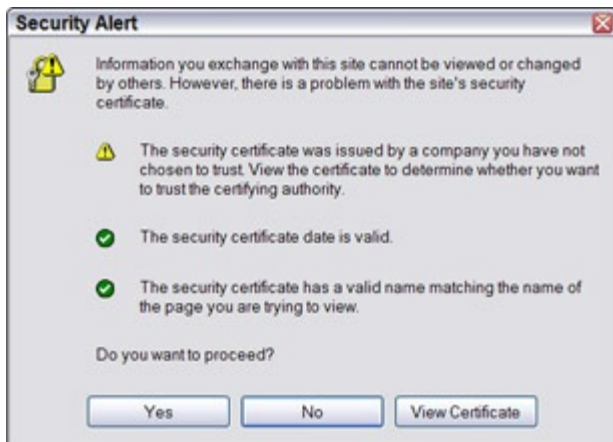 Security Alert
Information you exchange with this site cannot be viewed or changed
by others. However, there is a problem with the site's security
certificate.
The security certificate was issued by a company you have not
chosen to trust. View the certificate to determine whether you want
to trust the certifying authority.
The security certificate date is valid.
The security certificate has a valid name matching the name of
the page you are trying to view.
Do you want to proceed?
Yes
No
View Certificate